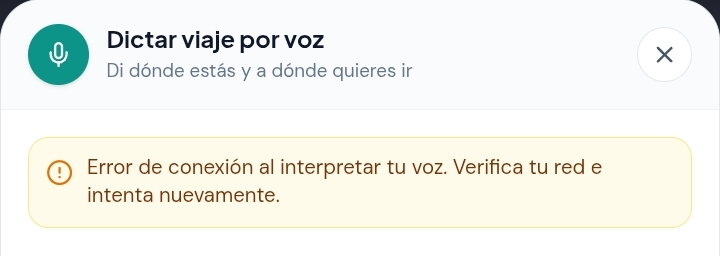 Dictar viaje por voz
Di dónde estás y a dónde quieres ir
Error de conexión al interpretar tu voz. Verifica tu red e
intenta nuevamente.